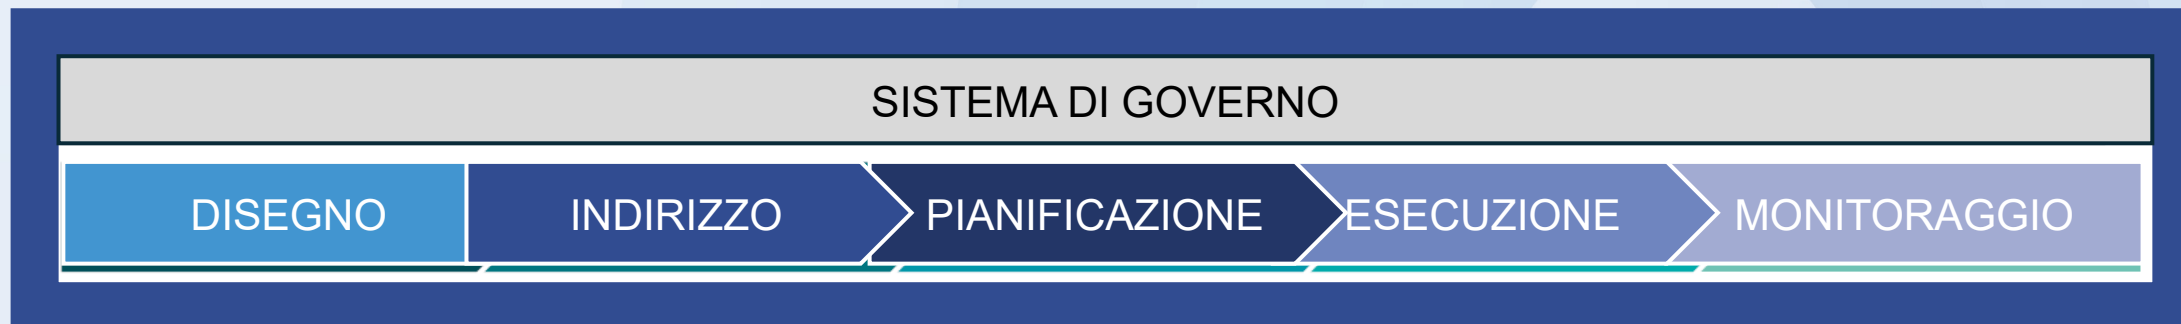 SISTEMA DI GOVERNO
DISEGNO INDIRIZZO PIANIFICAZIONE ESECUZIONE MONITORAGGIO